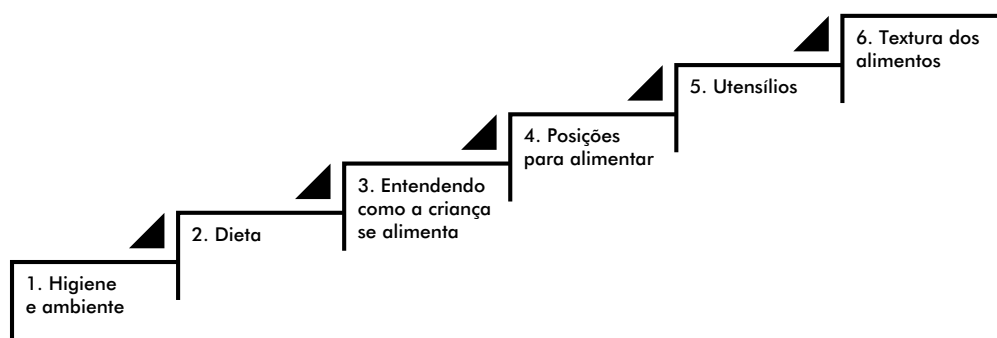 1. Higiene
e ambiente
2. Dieta
3. Entendendo
como a criança
se alimenta
4. Posições
para alimentar
5. Utensílios
6. Textura dos
alimentos